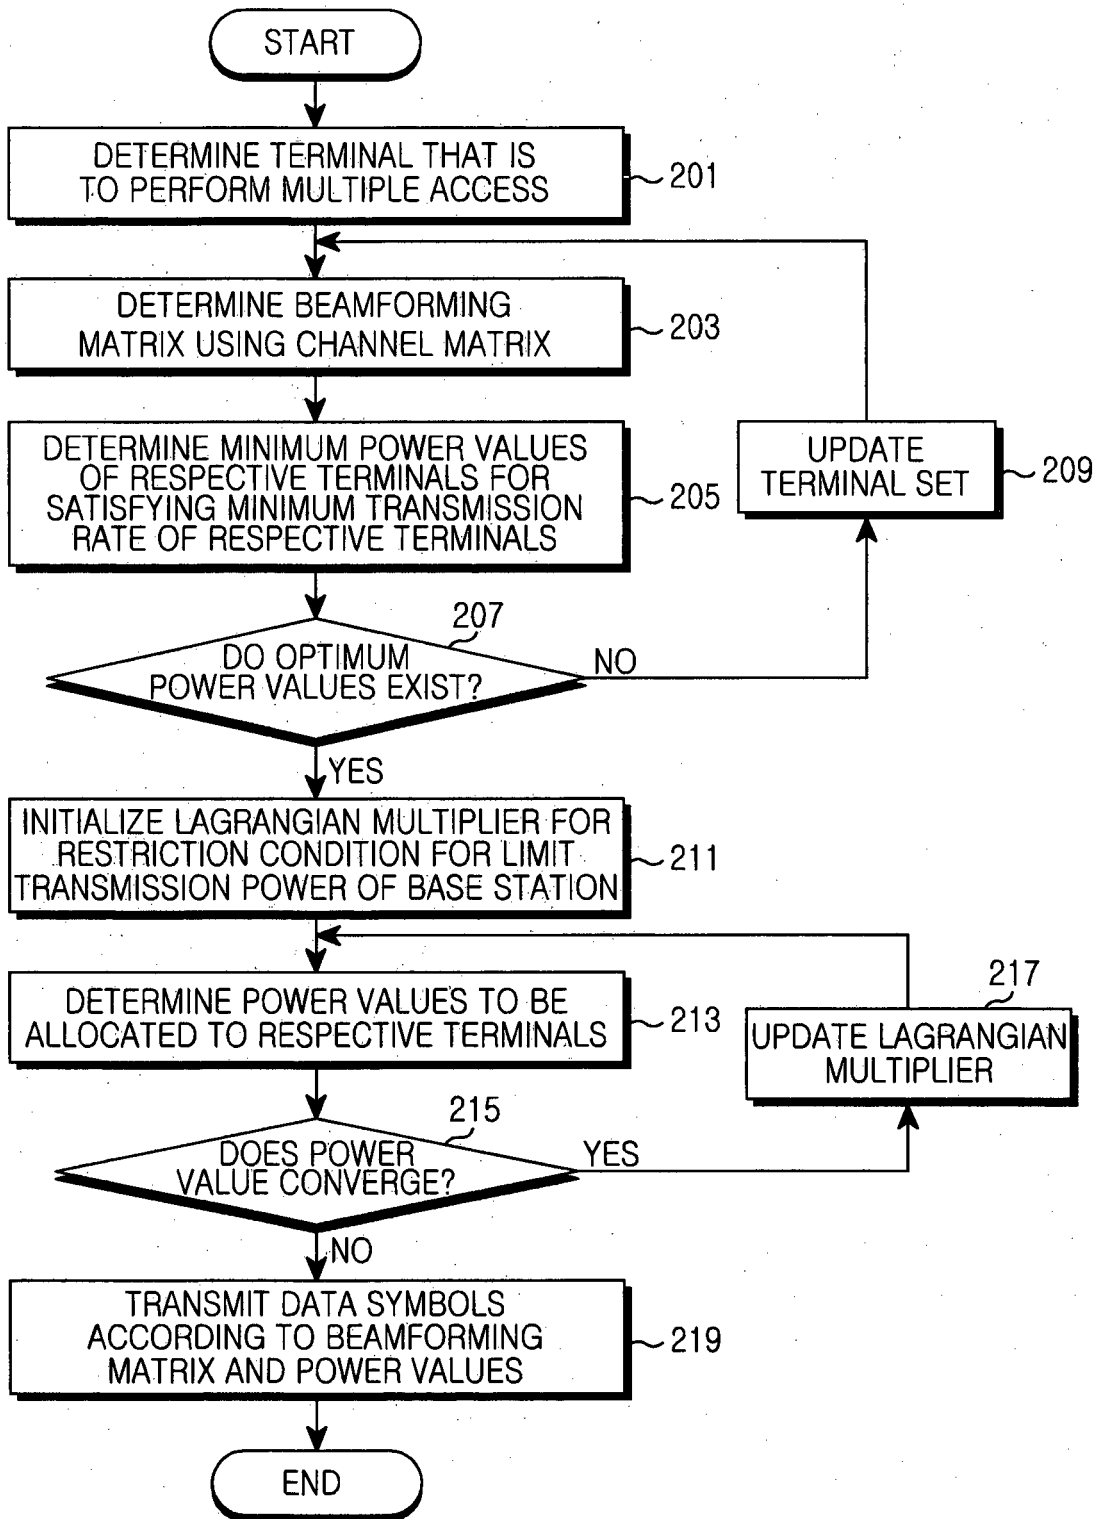 START
DETERMINE TERMINAL THAT IS
TO PERFORM MULTIPLE ACCESS
201
DETERMINE BEAMFORMING
MATRIX USING CHANNEL MATRIX
203
DETERMINE MINIMUM POWER VALUES
OF RESPECTIVE TERMINALS FOR
SATISFYING MINIMUM TRANSMISSION
RATE OF RESPECTIVE TERMINALS
205
UPDATE
TERMINAL SET
209
207
DO OPTIMUM
POWER VALUES EXIST?
NO
YES
INITIALIZE LAGRANGIAN MULTIPLIER FOR
RESTRICTION CONDITION FOR LIMIT
TRANSMISSION POWER OF BASE STATION
211
DETERMINE POWER VALUES TO BE
ALLOCATED TO RESPECTIVE TERMINALS
213
217
UPDATE LAGRANGIAN
MULTIPLIER
215
DOES POWER
VALUE CONVERGE?
YES
NO
TRANSMIT DATA SYMBOLS
ACCORDING TO BEAMFORMING
MATRIX AND POWER VALUES
219
END